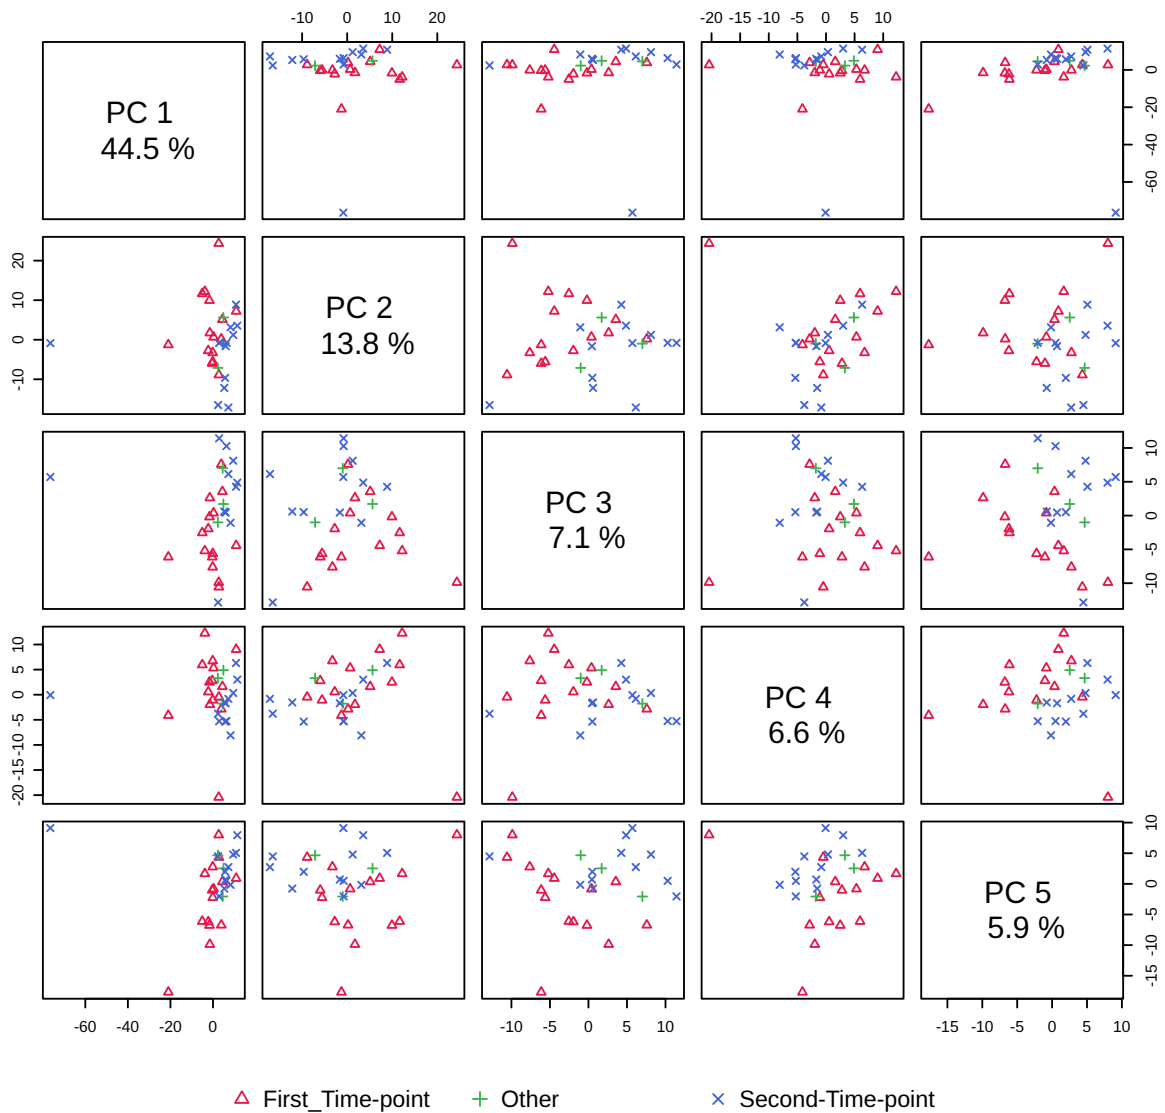 -10 0 10 20 -20 -15 -10 -5 0 5 10
PC 1
44.5 %
0 -20 -40 -60
20 10 0 -10
PC 2
13.8 %
PC 3
7.1 %
10 5 0 -5 -10
10 5 0 -5 -10 -15 -20
PC 4
6.6 %
PC 5
5.9 %
10 5 0 -5 -10 -15
-60 -40 -20 0 -10 -5 0 5 10 -15 -10 -5 0 5 10
First_Time-point Other Second-Time-point